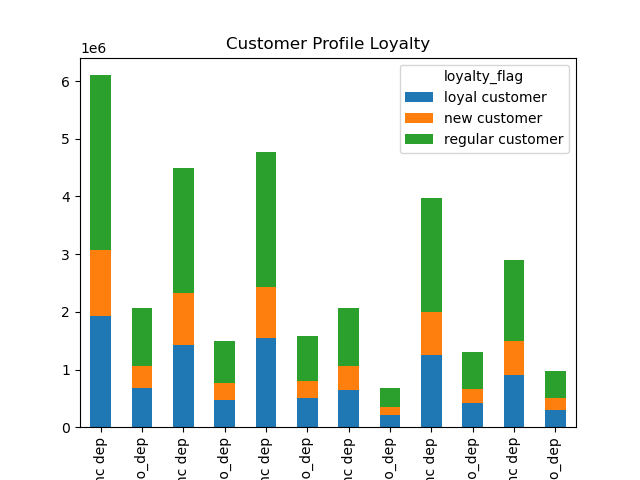 Customer Profile Loyalty
1e6
loyalty_flag
loyal customer
new customer
regular customer
6
5
4
3
2
1
0
nc dep
o_dep
nc dep
o_dep
nc dep
o_dep
nc dep
o_dep
nc dep
o_dep
nc dep
o_dep